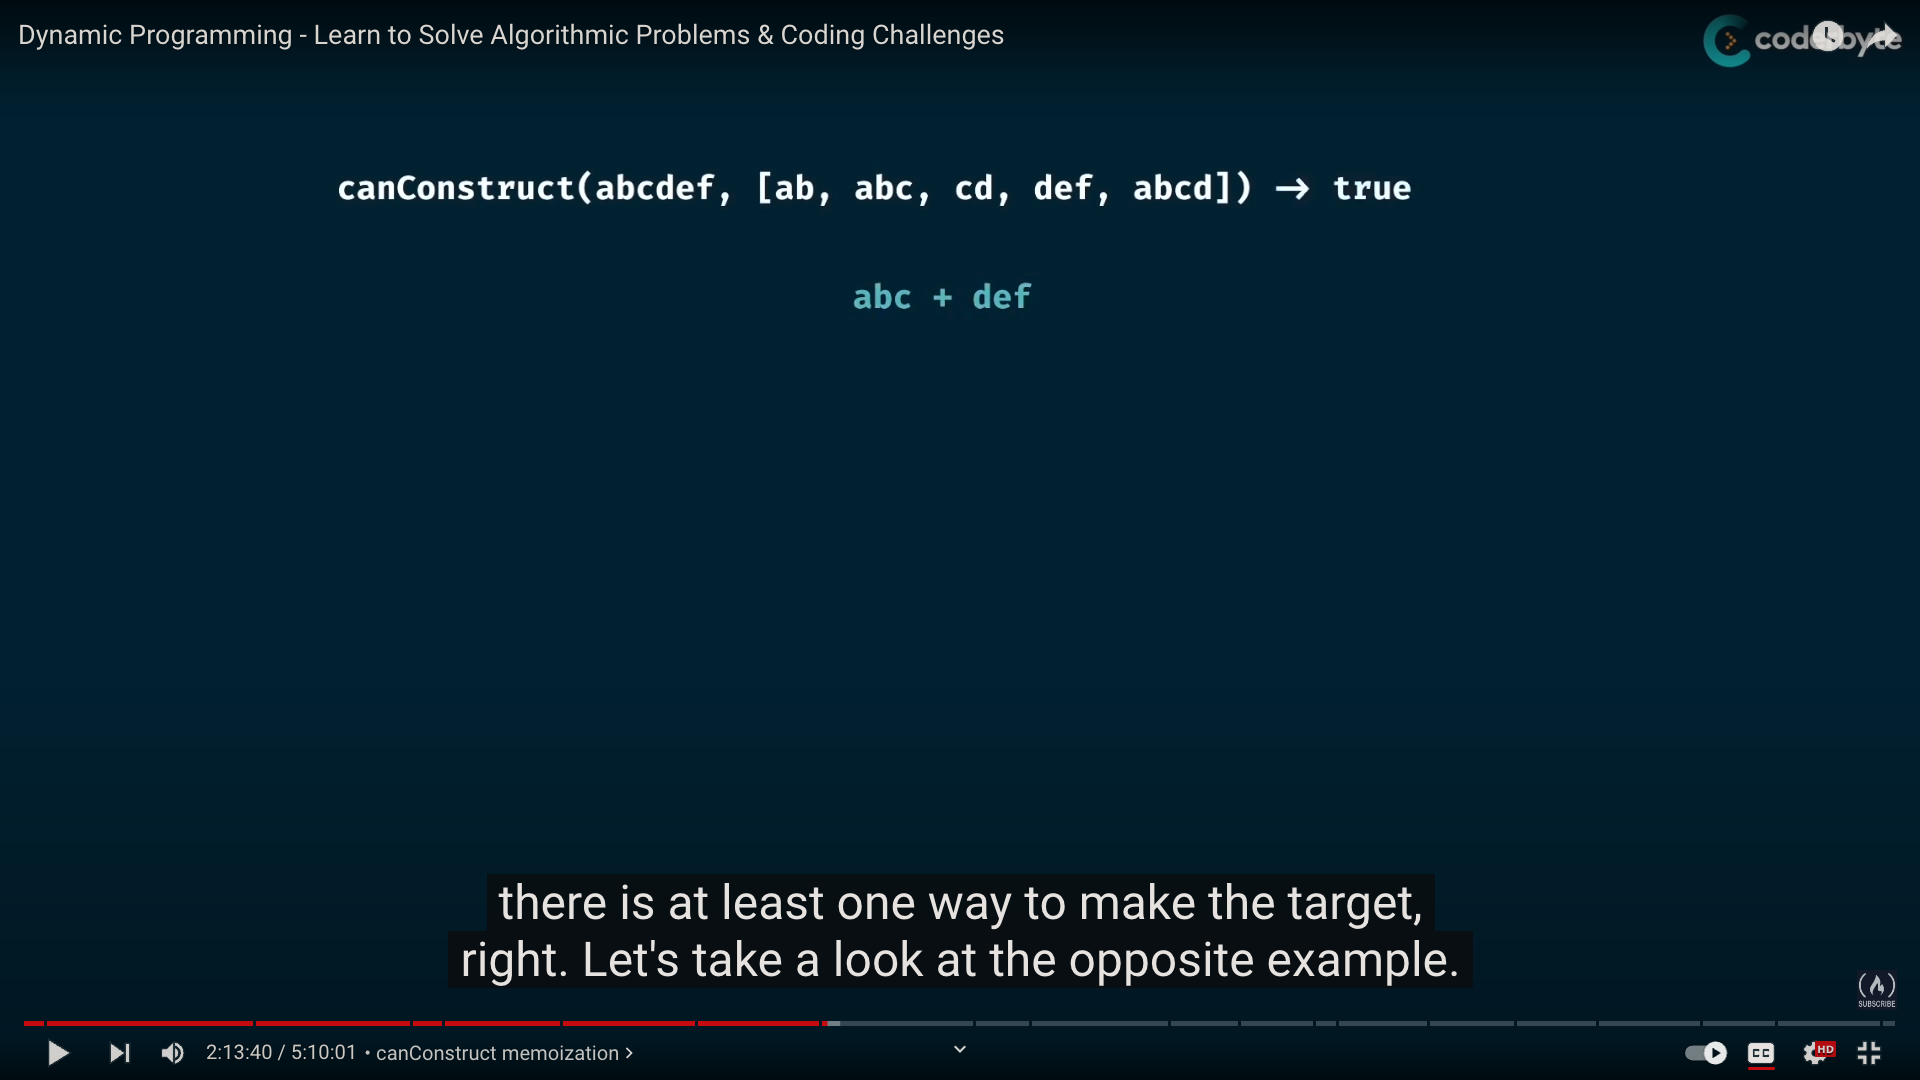 Dynamic Programming - Learn to Solve Algorithmic Problems & Coding Challenges
coderbyte
canConstruct(abcdef, [ab, abc, cd, def, abcd]) → true
abc + def
there is at least one way to make the target,
right. Let's take a look at the opposite example.
SUBSCRIBE
2:13:40 / 5:10:01 • canConstruct memoization >
CC
HD